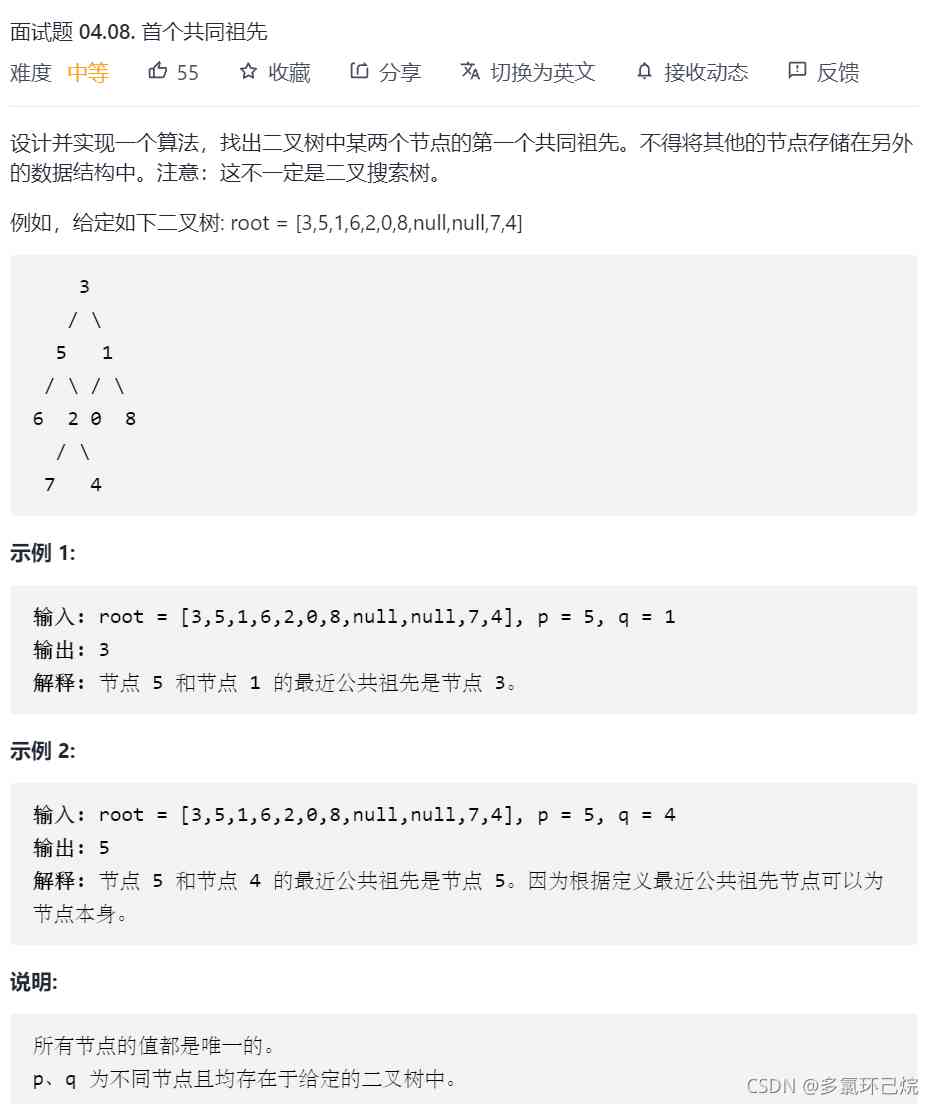 面试题 04.08. 首个共同祖先
难度 中等 55 收藏 分享 切换为英文 接收动态 反馈
设计并实现一个算法，找出二叉树中某两个节点的第一个共同祖先。不得将其他的节点存储在另外
的数据结构中。注意：这不一定是二叉搜索树。
例如，给定如下二叉树: root = [3,5,1,6,2,0,8,null,null,7,4]
3
/ \
5 1
/ \ / \
6 2 0 8
/ \
7 4
示例 1:
输入: root = [3,5,1,6,2,0,8,null,null,7,4], p = 5, q = 1
输出: 3
解释: 节点 5 和节点 1 的最近公共祖先是节点 3。
示例 2:
输入: root = [3,5,1,6,2,0,8,null,null,7,4], p = 5, q = 4
输出: 5
解释: 节点 5 和节点 4 的最近公共祖先是节点 5。因为根据定义最近公共祖先节点可以为
节点本身。
说明:
所有节点的值都是唯一的。
p、q 为不同节点且均存在于给定的二叉树中。
CSDN @多氯环己烷